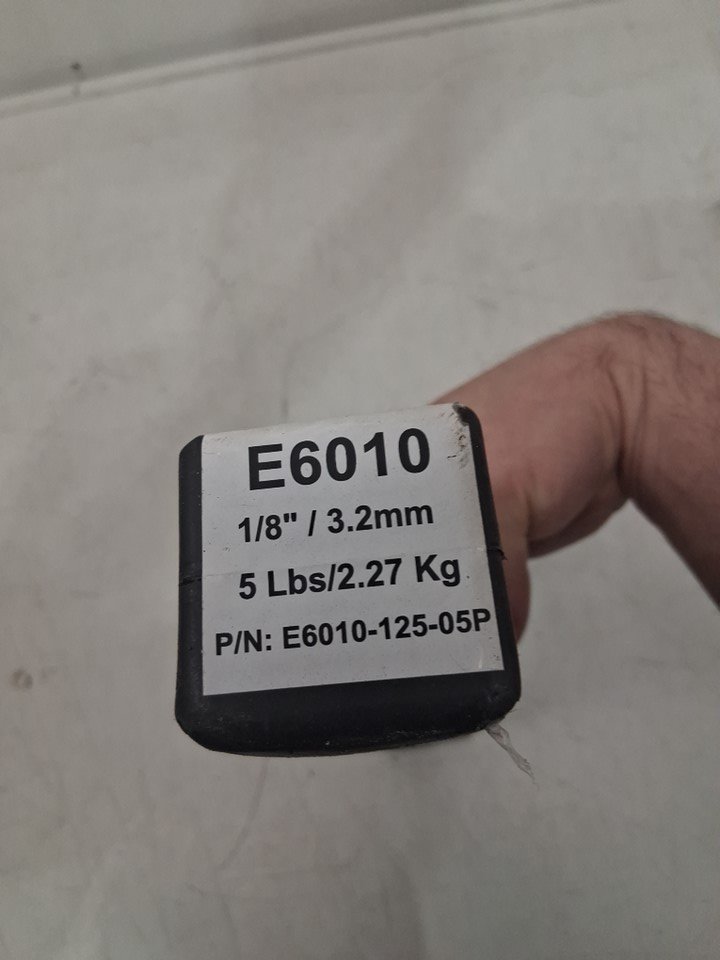 E6010
1/8" / 3.2mm
5 Lbs/2.27 Kg
P/N: E6010-125-05P